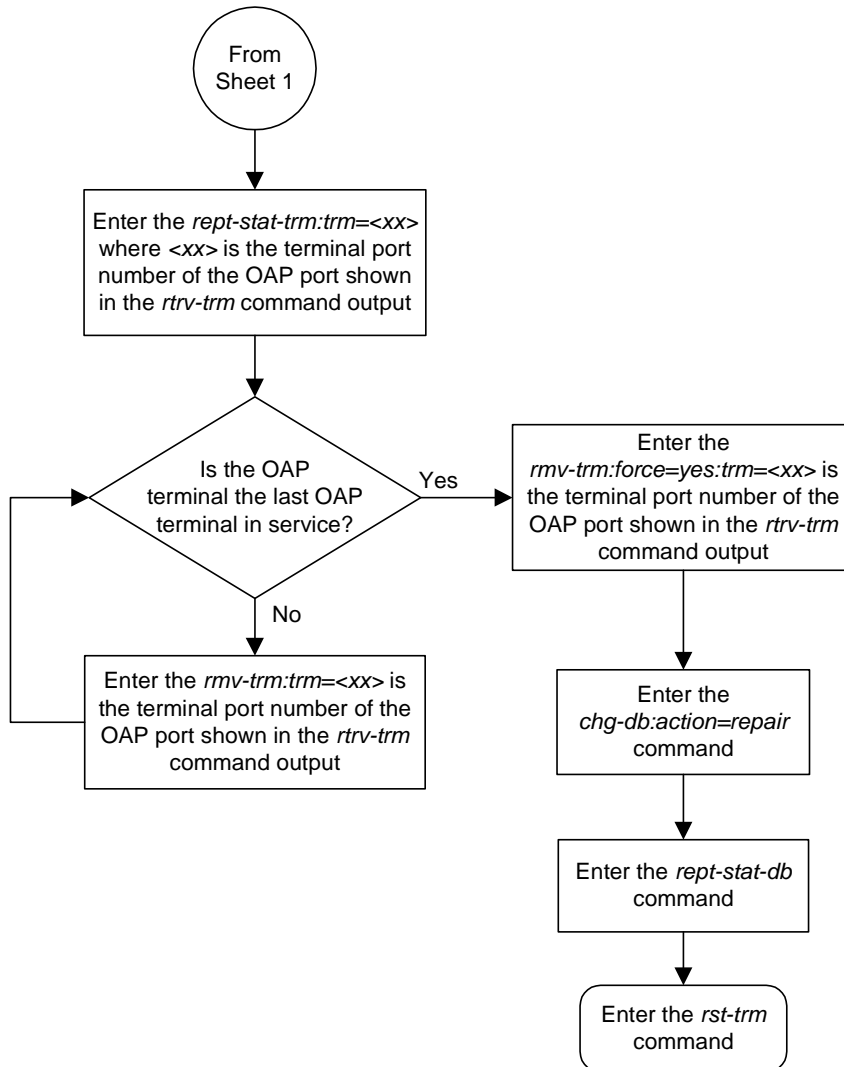 From
Sheet 1
Enter the rept-stat-trm:trm=<xx>
where <xx> is the terminal port
number of the OAP port shown
in the rtrv-trm command output
Is the OAP
terminal the last OAP
terminal in service?
Yes
No
Enter the rmv-trm:trm=<xx> is
the terminal port number of the
OAP port shown in the rtrv-trm
command output
Enter the
rmv-trm:force=yes:trm=<xx> is
the terminal port number of the
OAP port shown in the rtrv-trm
command output
Enter the
chg-db:action=repair
command
Enter the rept-stat-db
command
Enter the rst-trm
command